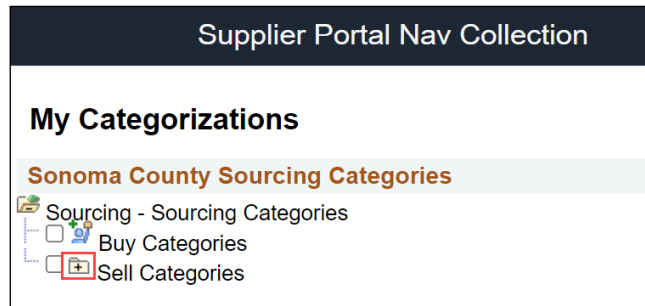 Supplier Portal Nav Collection
My Categorizations
Sonoma County Sourcing Categories
Sourcing - Sourcing Categories
Buy Categories
Sell Categories